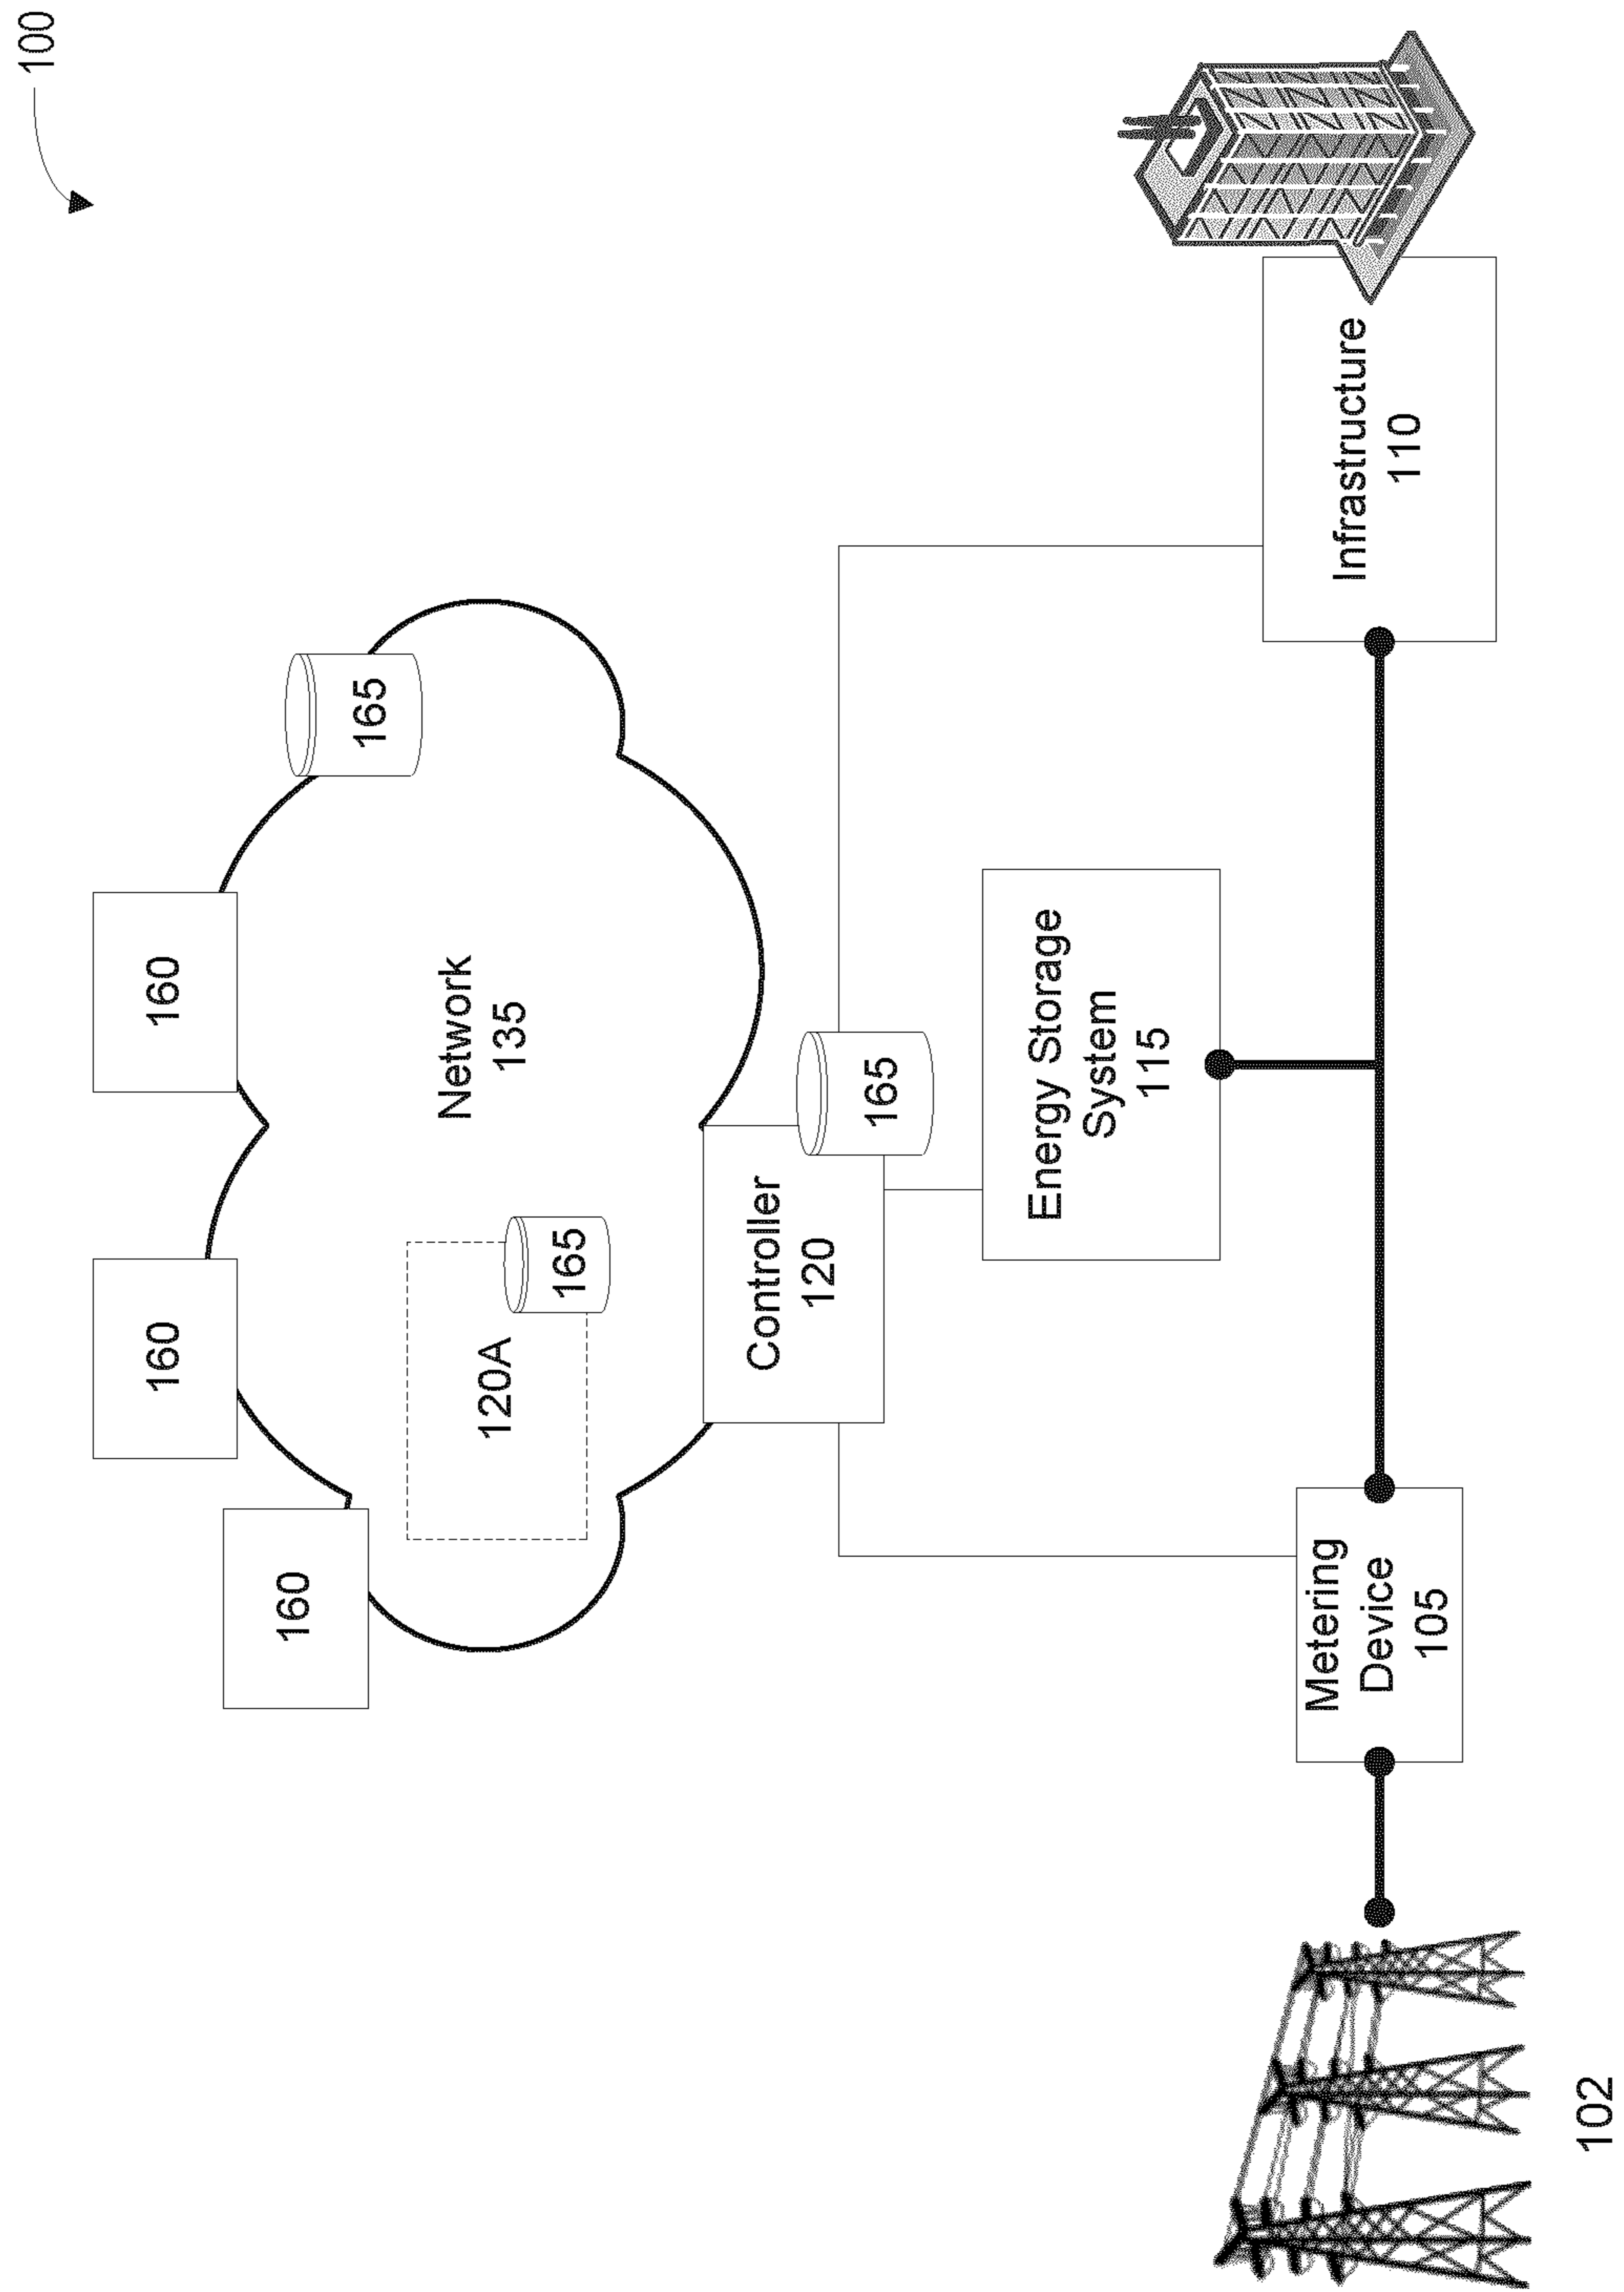 100
160
160
160
165
Network
135
120A
165
Controller
120
165
Energy Storage
System
115
Metering
Device
105
Infrastructure
110
102